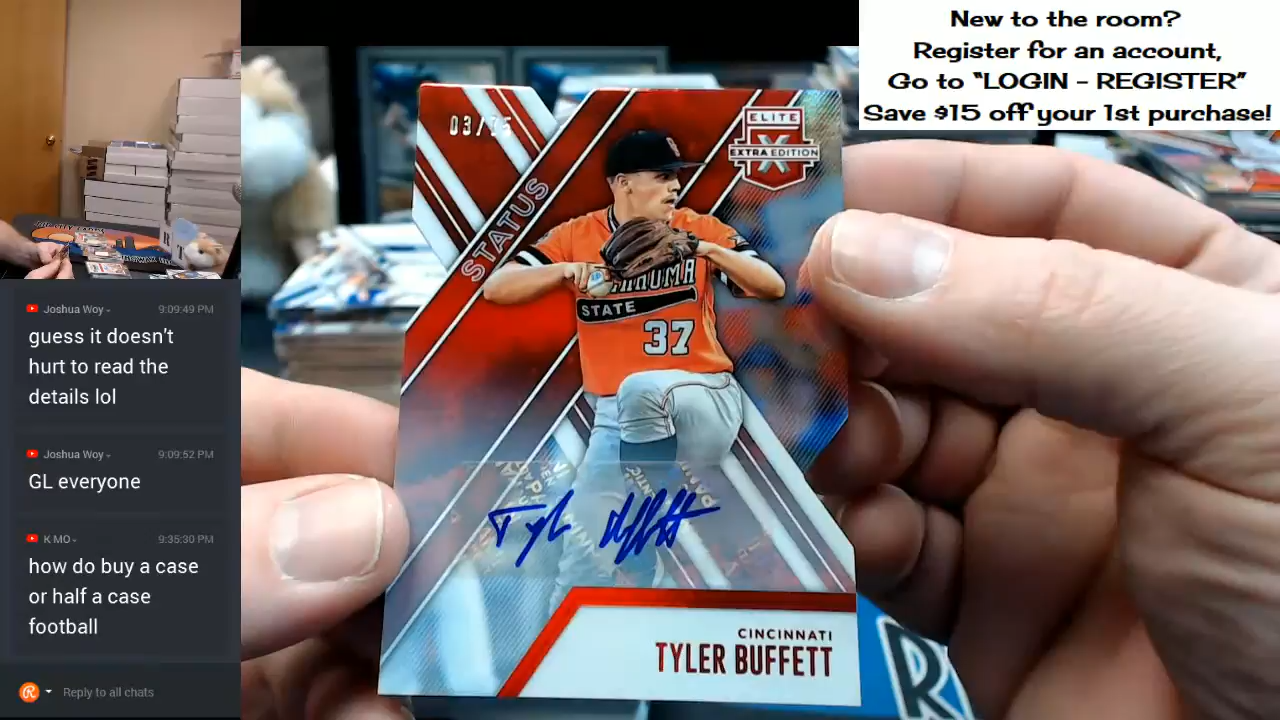 New to the room?
Register for an account,
Go to "LOGIN - REGISTER"
Save $15 off your 1st purchase!
Joshua Woy
9:09:49 PM
guess it doesn't
hurt to read the
details lol
Joshua Woy
9:09:52 PM
GL everyone
K MO
9:35:30 PM
how do buy a case
or half a case
football
Reply to all chats
ELITE
EXTRA EDITION
STATUS
STATE
37
Tyler Buffett
CINCINNATI
TYLER BUFFETT